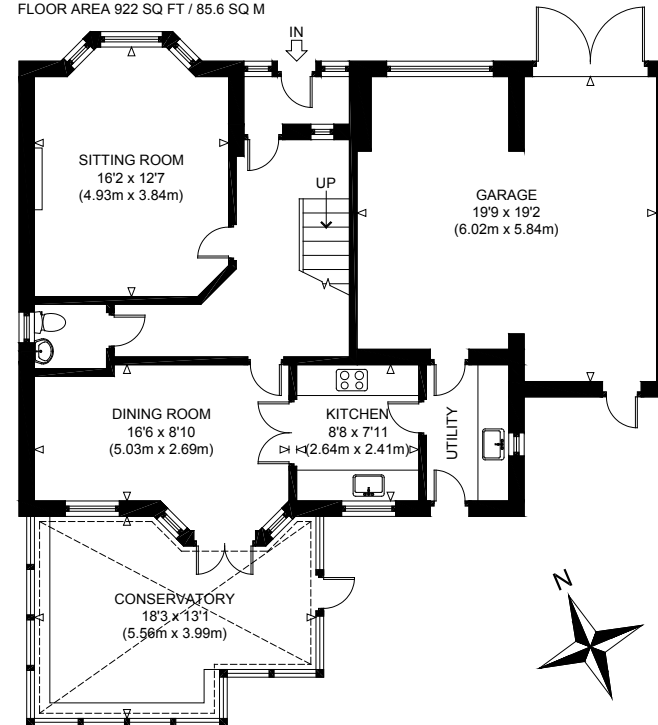 FLOOR AREA 922 SQ FT / 85.6 SQ M
IN
SITTING ROOM
16'2 x 12'7
(4.93m x 3.84m)
UP
GARAGE
19'9 x 19'2
(6.02m x 5.84m)
DINING ROOM
16'6 x 8'10
(5.03m x 2.69m)
KITCHEN
8'8 x 7'11
(2.64m x 2.41m)
UTILITY
CONSERVATORY
18'3 x 13'1
(5.56m x 3.99m)
N